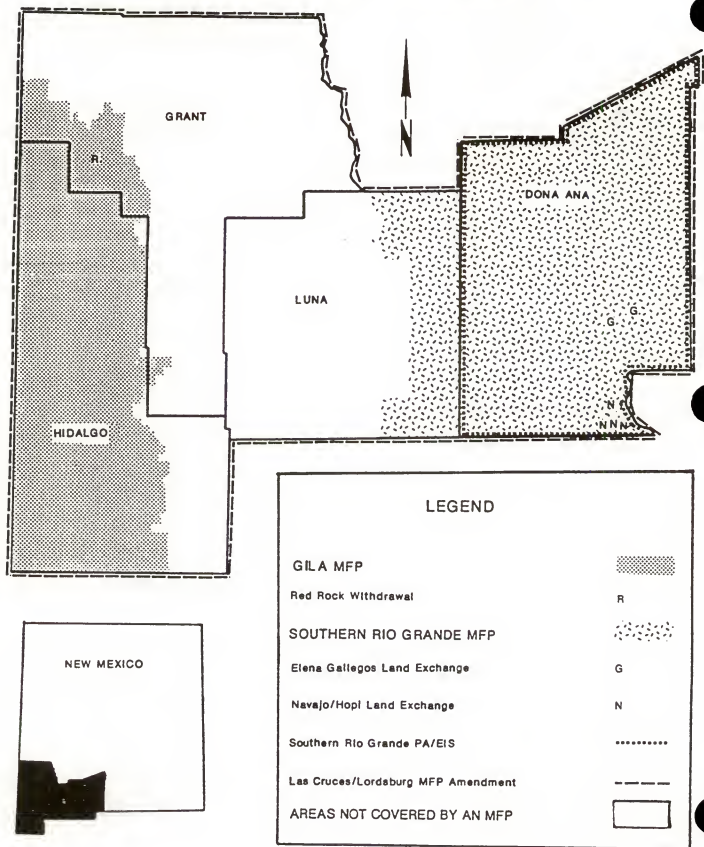 GRANT
N
R
DONA ANA
LUNA
G G
HIDALGO
N
N N N
LEGEND
GILA MFP
Red Rock Withdrawal R
SOUTHERN RIO GRANDE MFP
Elena Gallegos Land Exchange G
Navajo/Hopi Land Exchange N
Southern Rio Grande PA/EIS
Las Cruces/Lordsburg MFP Amendment
AREAS NOT COVERED BY AN MFP
NEW MEXICO